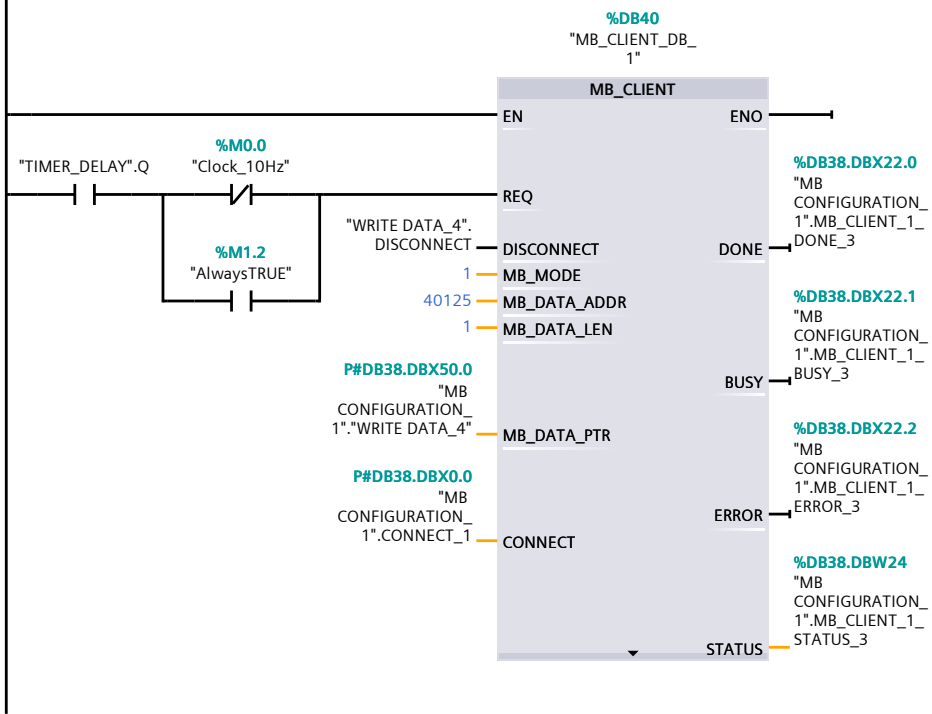 %DB40
"MB_CLIENT_DB_
1"
MB_CLIENT
EN
ENO
"TIMER_DELAY".Q
%M0.0
"Clock_10Hz"
REQ
%M1.2
"AlwaysTRUE"
"WRITE DATA_4".
DISCONNECT
DISCONNECT
1
MB_MODE
40125
MB_DATA_ADDR
1
MB_DATA_LEN
P#DB38.DBX50.0
"MB
CONFIGURATION_
1"."WRITE DATA_4"
MB_DATA_PTR
P#DB38.DBX0.0
"MB
CONFIGURATION_
1".CONNECT_1
CONNECT
DONE
%DB38.DBX22.0
"MB
CONFIGURATION_
1".MB_CLIENT_1_
DONE_3
BUSY
%DB38.DBX22.1
"MB
CONFIGURATION_
1".MB_CLIENT_1_
BUSY_3
ERROR
%DB38.DBX22.2
"MB
CONFIGURATION_
1".MB_CLIENT_1_
ERROR_3
STATUS
%DB38.DBW24
"MB
CONFIGURATION_
1".MB_CLIENT_1_
STATUS_3